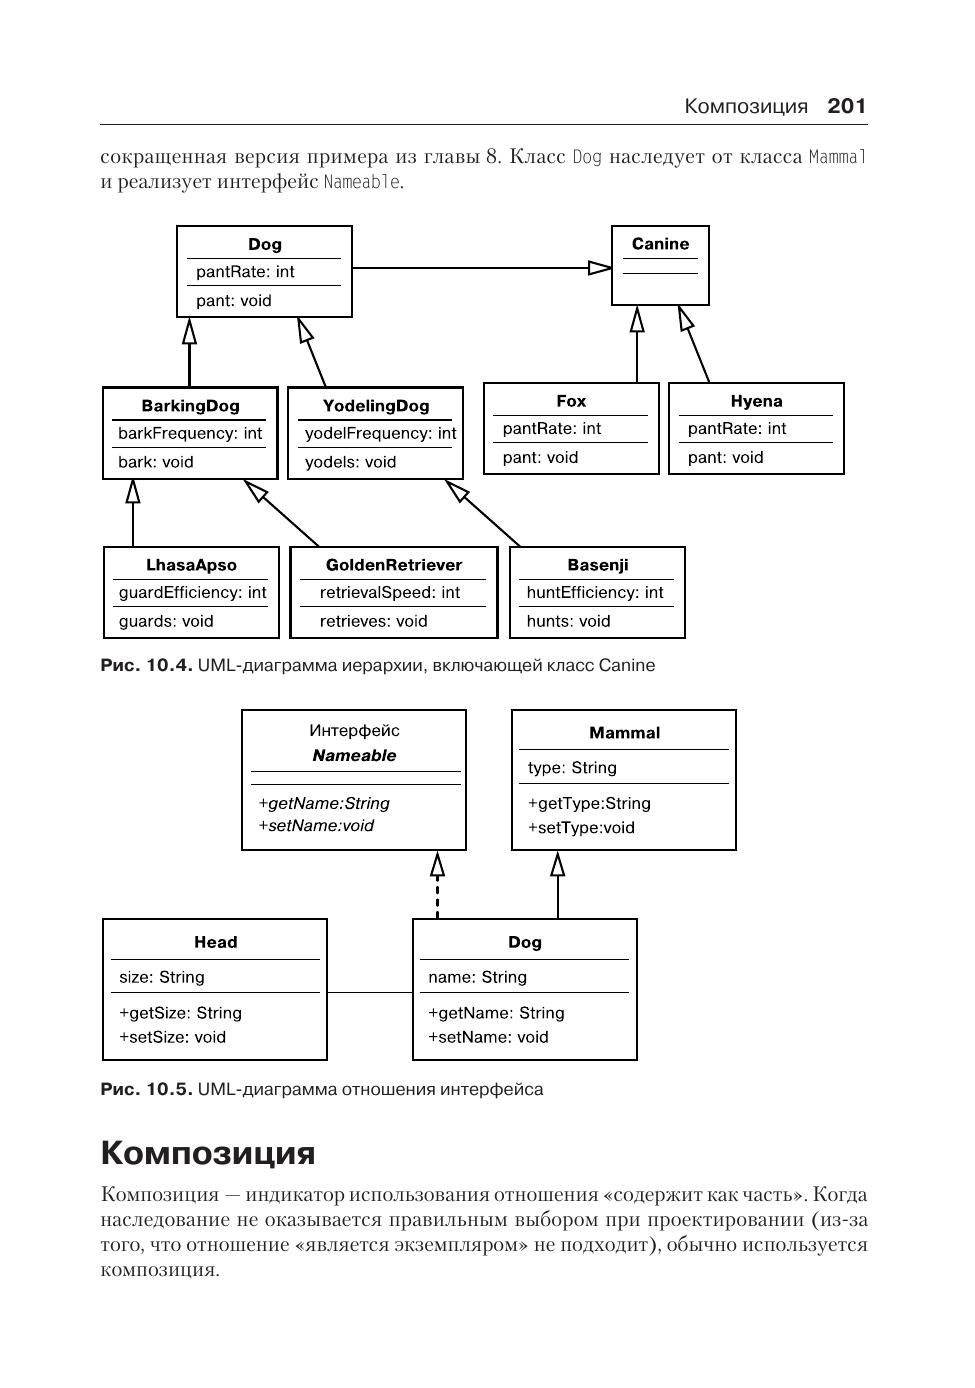 Композиция 201
сокращенная версия примера из главы 8. Класс Dog наследует от класса Mammal
и реализует интерфейс Nameable.
Dog
pantRate: int
pant: void
Canine
BarkingDog
barkFrequency: int
bark: void
YodelingDog
yodelFrequency: int
yodels: void
Fox
pantRate: int
pant: void
Hyena
pantRate: int
pant: void
LhasaApso
guardEfficiency: int
guards: void
GoldenRetriever
retrievalSpeed: int
retrieves: void
Basenji
huntEfficiency: int
hunts: void
Рис. 10.4. UML-диаграмма иерархии, включающей класс Canine
Интерфейс
Nameable
+getName:String
+setName:void
Mammal
type: String
+getType:String
+setType:void
Head
size: String
+getSize: String
+setSize: void
Dog
name: String
+getName: String
+setName: void
Рис. 10.5. UML-диаграмма отношения интерфейса
Композиция
Композиция — индикатор использования отношения «содержит как часть». Когда
наследование не оказывается правильным выбором при проектировании (из-за
того, что отношение «является экземпляром» не подходит), обычно используется
композиция.